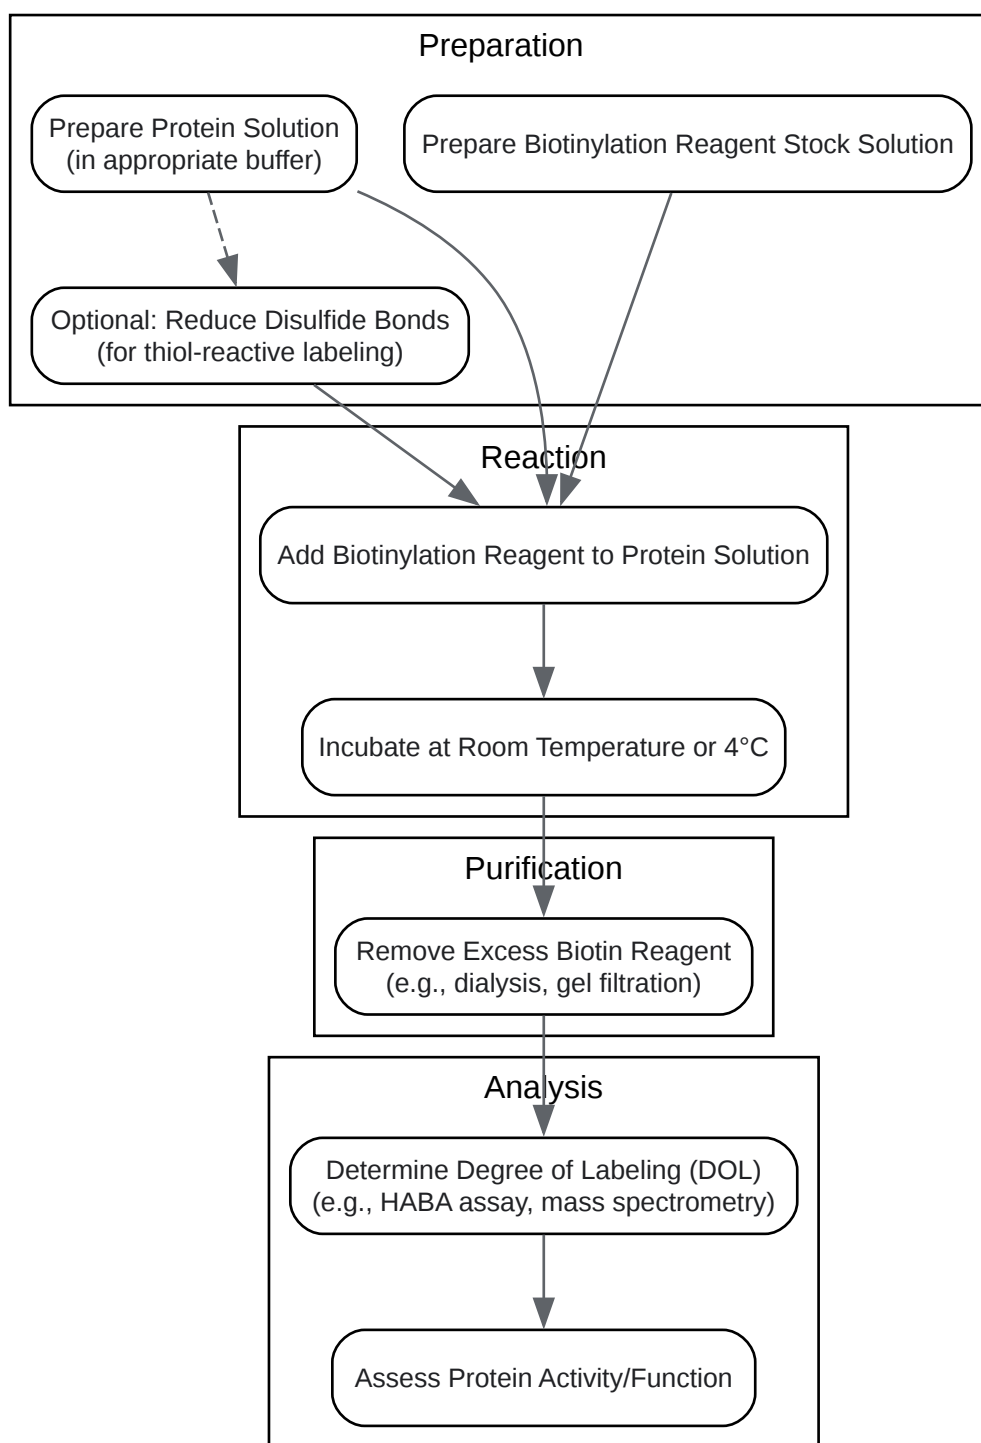 Preparation
Prepare Protein Solution
(in appropriate buffer)
Prepare Biotinylation Reagent Stock Solution
Optional: Reduce Disulfide Bonds
(for thiol-reactive labeling)
Reaction
Add Biotinylation Reagent to Protein Solution
Incubate at Room Temperature or 4°C
Purification
Remove Excess Biotin Reagent
(e.g., dialysis, gel filtration)
Analysis
Determine Degree of Labeling (DOL)
(e.g., HABA assay, mass spectrometry)
Assess Protein Activity/Function